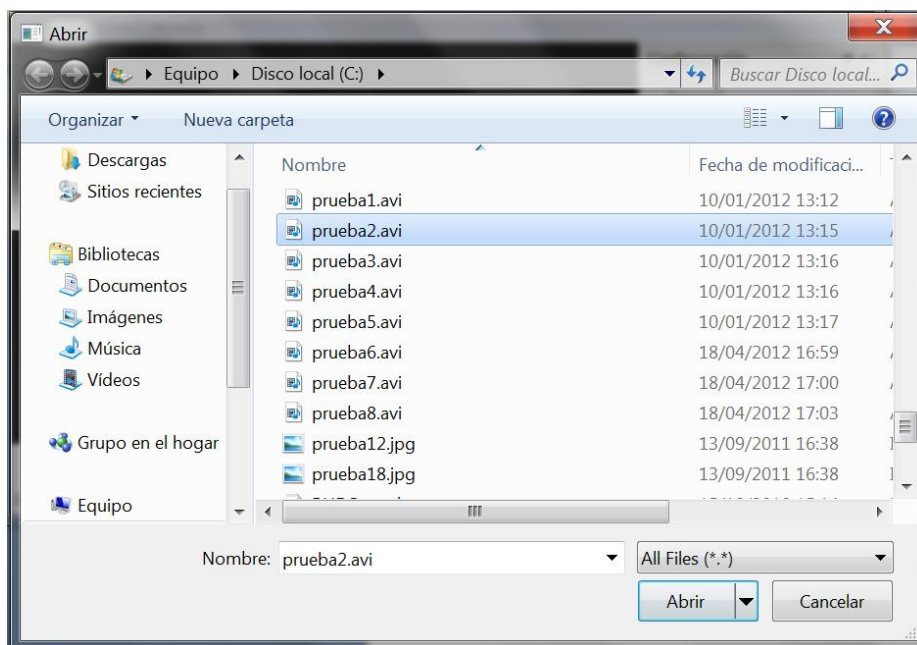 Abrir
Equipo Disco local (C:) Buscar Disco local...
Organizar Nueva carpeta
Descargas
Sitios recientes
Bibliotecas
Documentos
Imágenes
Música
Vídeos
Grupo en el hogar
Equipo
Nombre Fecha de modificaci...
prueba1.avi 10/01/2012 13:12
prueba2.avi 10/01/2012 13:15
prueba3.avi 10/01/2012 13:16
prueba4.avi 10/01/2012 13:16
prueba5.avi 10/01/2012 13:17
prueba6.avi 18/04/2012 16:59
prueba7.avi 18/04/2012 17:00
prueba8.avi 18/04/2012 17:03
prueba12.jpg 13/09/2011 16:38
prueba18.jpg 13/09/2011 16:38
Nombre: prueba2.avi All Files (*.*)
Abrir Cancelar